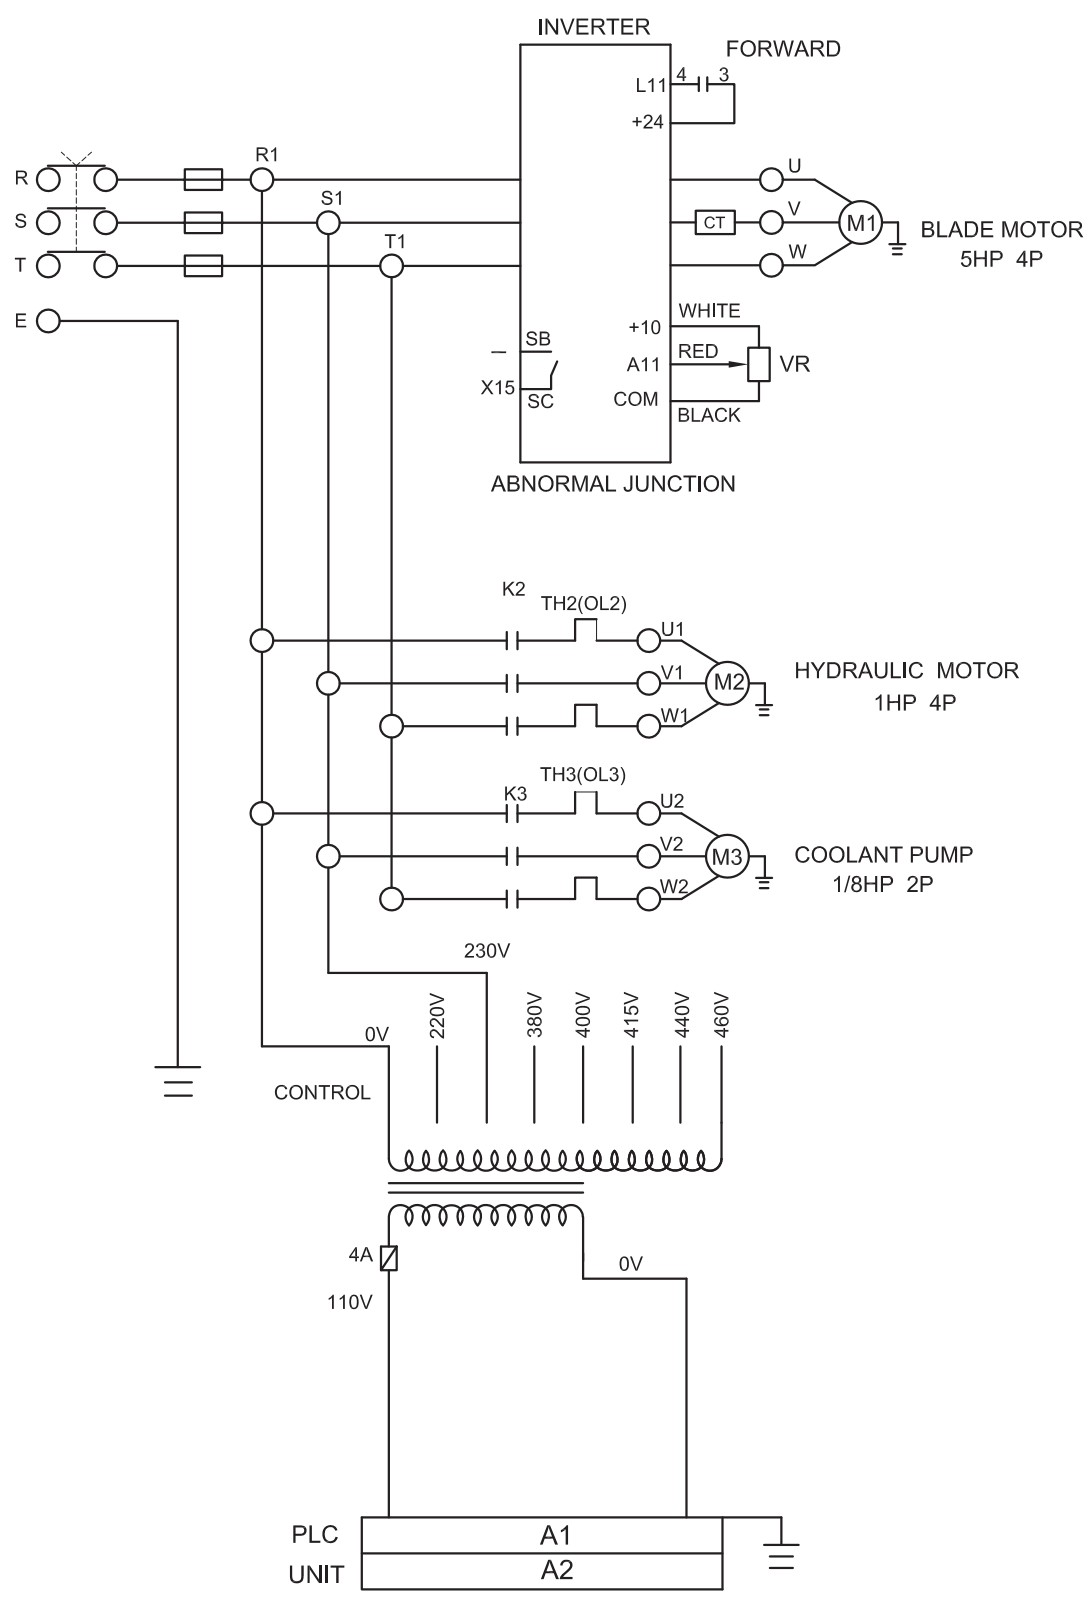 INVERTER
FORWARD
L11 4 3
+24
R R1 U
S S1 CT V M1 BLADE MOTOR
T T1 W 5HP 4P
E
+10 WHITE
– SB
A11 RED VR
X15 SC
COM
BLACK
ABNORMAL JUNCTION
K2
TH2(OL2)
U1
V1 M2 HYDRAULIC MOTOR
W1 1HP 4P
TH3(OL3)
K3 U2
V2 M3 COOLANT PUMP
W2 1/8HP 2P
230V
220V 380V 400V 415V 440V 460V
0V
CONTROL
4A
0V
110V
PLC A1
UNIT A2